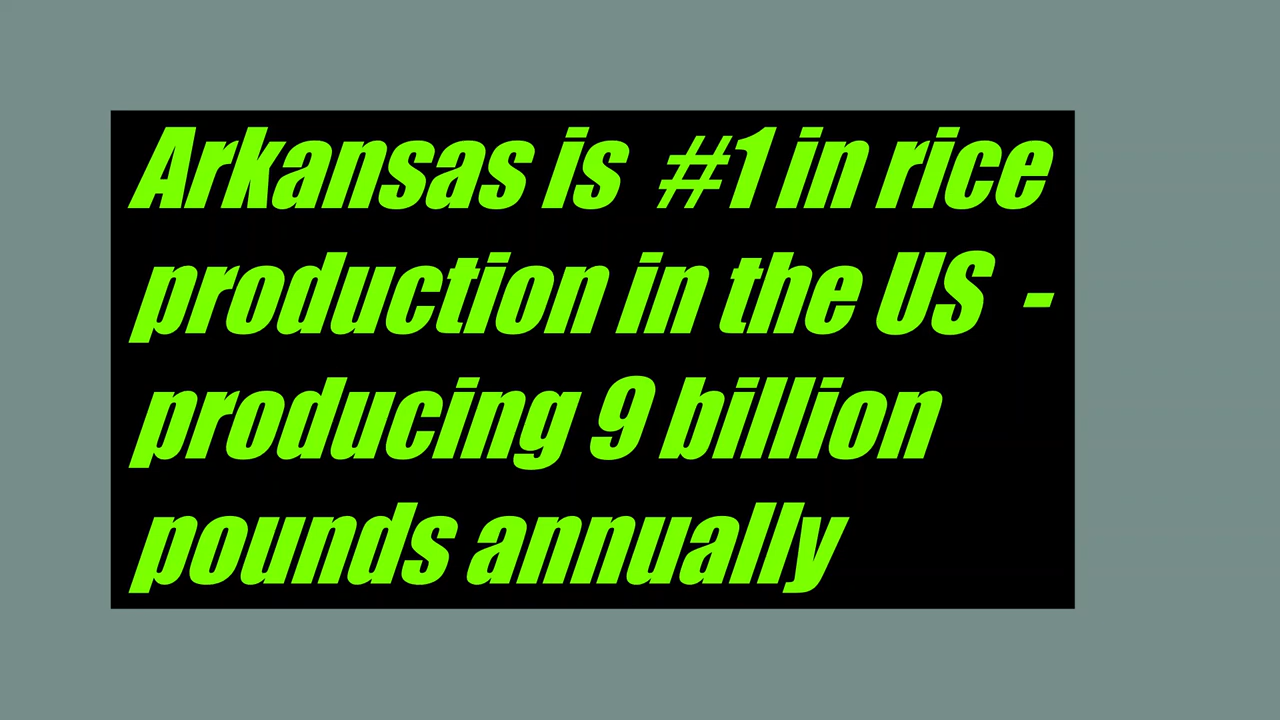 Arkansas is  #1 in rice
production in the US  -
producing 9 billion
pounds annually